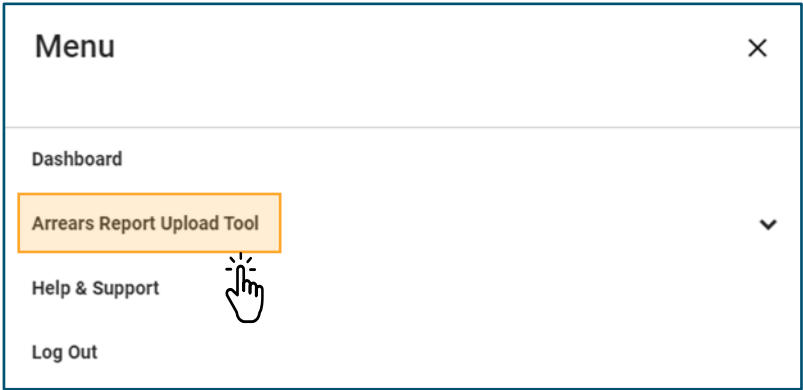 Menu
Dashboard
Arrears Report Upload Tool
Help & Support
Log Out